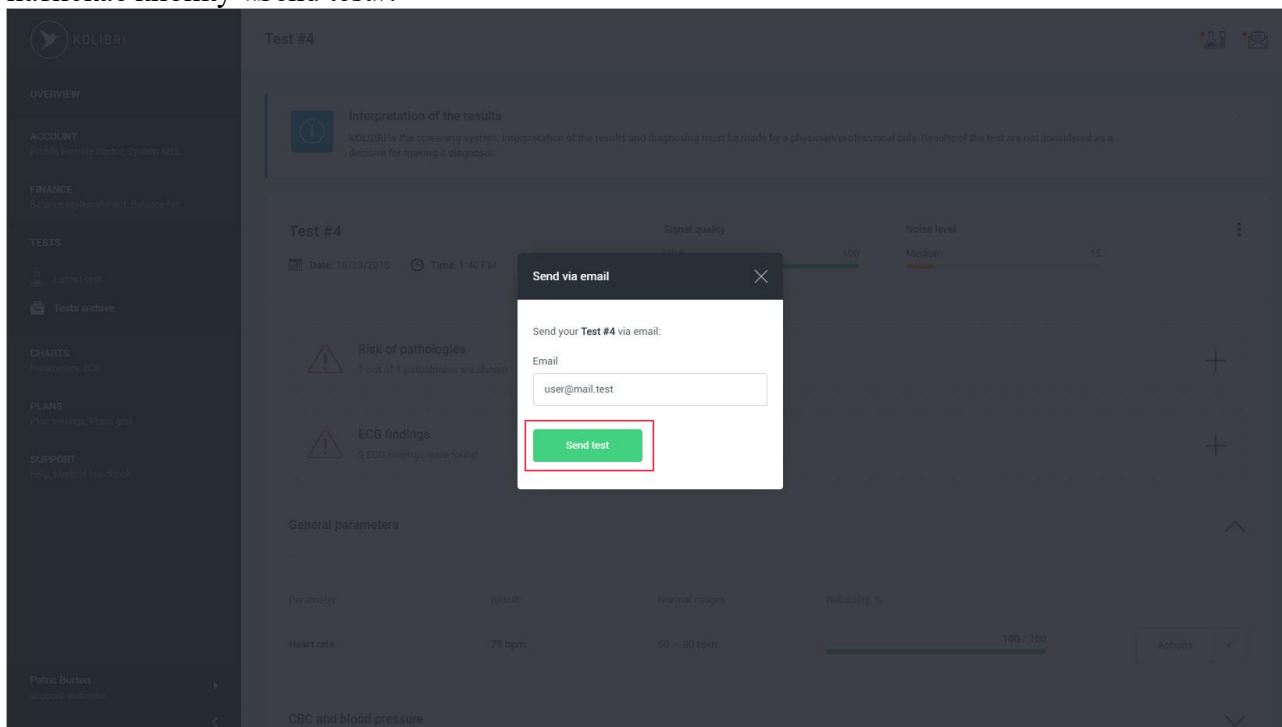 KOLIBRI
Test #4
OVERVIEW
Interpretation of the results
KOLIBRI is the screening system. Interpretation of the results and diagnosing must be made by a physician/professional only. Results of the test are not considered as a
decisive for making a diagnosis.
ACCOUNT
FINANCE
TESTS
Latest test
Tests archive
CHARTS
Parameters, ECG
PLANS
SUPPORT
Test #4
Date: 10/19/2018 Time: 1:40 PM
Signal quality
100
Noise level
Medium 15
Risk of pathologies
1 out of 1 pathologies are shown
ECG findings
General parameters
Parameter Result Normal ranges Reliability, %
Heart rate 75 bpm 60 — 90 bpm 100 / 100 Actions
CBC and blood pressure
Patric Burton
Send via email
Send your Test #4 via email:
Email
user@mail.test
Send test